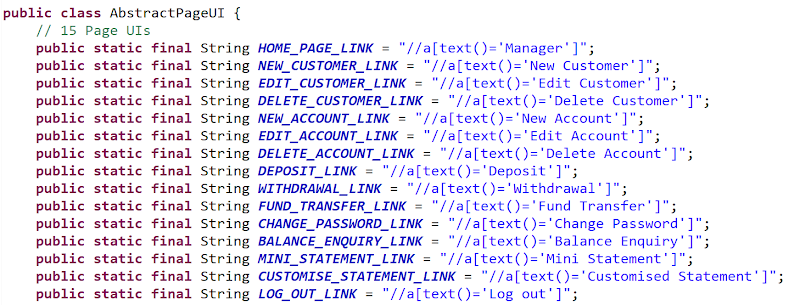 public class AbstractPageUI {
// 15 Page UIs
public static final String HOME_PAGE_LINK = "//a[text()='Manager']";
public static final String NEW_CUSTOMER_LINK = "//a[text()='New Customer']";
public static final String EDIT_CUSTOMER_LINK = "//a[text()='Edit Customer']";
public static final String DELETE_CUSTOMER_LINK = "//a[text()='Delete Customer']";
public static final String NEW_ACCOUNT_LINK = "//a[text()='New Account']";
public static final String EDIT_ACCOUNT_LINK = "//a[text()='Edit Account']";
public static final String DELETE_ACCOUNT_LINK = "//a[text()='Delete Account']";
public static final String DEPOSIT_LINK = "//a[text()='Deposit']";
public static final String WITHDRAWAL_LINK = "//a[text()='Withdrawal']";
public static final String FUND_TRANSFER_LINK = "//a[text()='Fund Transfer']";
public static final String CHANGE_PASSWORD_LINK = "//a[text()='Change Password']";
public static final String BALANCE_ENQUIRY_LINK = "//a[text()='Balance Enquiry']";
public static final String MINI_STATEMENT_LINK = "//a[text()='Mini Statement']";
public static final String CUSTOMISE_STATEMENT_LINK = "//a[text()='Customised Statement']";
public static final String LOG_OUT_LINK = "//a[text()='Log out']";